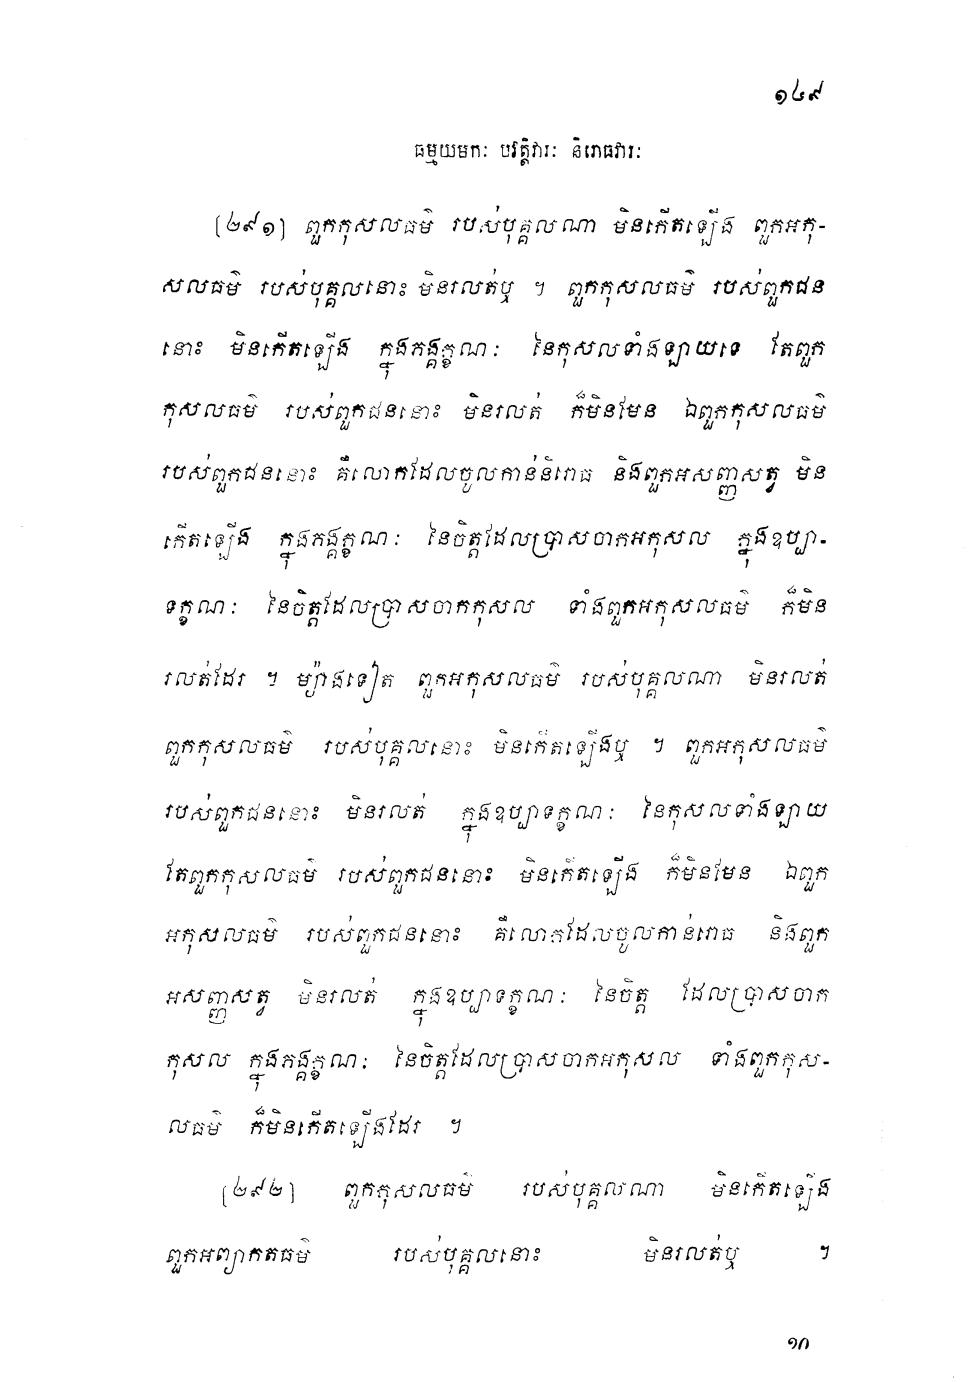 ១៤៩
ធម្មយមកៈ បវត្តិវារៈ និរោធវារៈ
[២៩១] ពួកកុសលធម៌ របស់បុគ្គលណា មិនកើតឡើង ពួកអកុ-
សលធម៌ របស់បុគ្គលនោះ មិនរលត់ឬ ។ ពួកកុសលធម៌ របស់ពួកជន
នោះ មិនកើតឡើង ក្នុងភង្គក្ខណៈ នៃកុសលទាំងឡាយទេ តែពួក
កុសលធម៌ របស់ពួកជននោះ មិនរលត់ ក៏មិនមែន ឯពួកកុសលធម៌
របស់ពួកជននោះ គឺលោកដែលចូលកាន់និរោធ និងពួកអសញ្ញសត្វ មិន
កើតឡើង ក្នុងភង្គក្ខណៈ នៃចិត្តដែលប្រាសចាកអកុសល ក្នុងឧប្បា-
ទក្ខណៈ នៃចិត្តដែលប្រាសចាកកុសល ទាំងពួកអកុសលធម៌ ក៏មិន
រលត់ដែរ ។ ម្យ៉ាងទៀត ពួកអកុសលធម៌ របស់បុគ្គលណា មិនរលត់
ពួកកុសលធម៌ របស់បុគ្គលនោះ មិនកើតឡើងឬ ។ ពួកអកុសលធម៌
របស់ពួកជននោះ មិនរលត់ ក្នុងឧប្បាទក្ខណៈ នៃកុសលទាំងឡាយ
តែពួកកុសលធម៌ របស់ពួកជននោះ មិនកើតឡើង ក៏មិនមែន ឯពួក
អកុសលធម៌ របស់ពួកជននោះ គឺលោកដែលចូលកាន់រោធ និងពួក
អសញ្ញសត្វ មិនរលត់ ក្នុងឧប្បាទក្ខណៈ នៃចិត្ត ដែលប្រាសចាក
កុសល ក្នុងភង្គក្ខណៈ នៃចិត្តដែលប្រាសចាកអកុសល ទាំងពួកកុស-
លធម៌ ក៏មិនកើតឡើងដែរ ។
[២៩២] ពួកកុសលធម៌ របស់បុគ្គលណា មិនកើតឡើង
ពួកអព្យាកតធម៌ របស់បុគ្គលនោះ មិនរលត់ឬ ។
១០